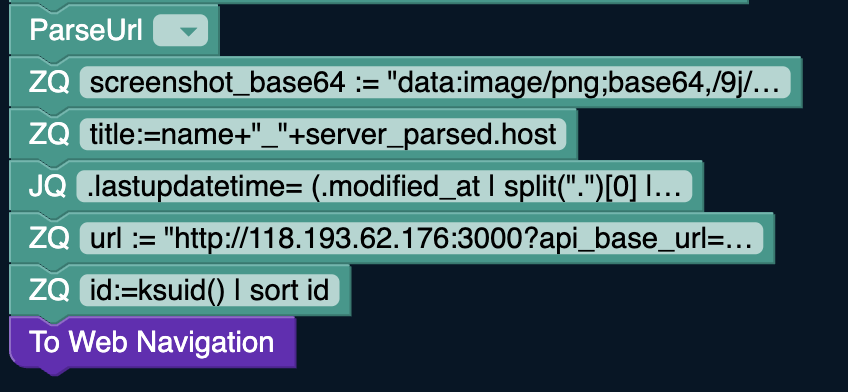 ParseUrl
ZQ screenshot_base64 := "data:image/png;base64,/9j/...
ZQ title:=name+"_"+server_parsed.host
JQ .lastupdatetime= (.modified_at | split(".")[0] |...
ZQ url := "http://118.193.62.176:3000?api_base_url=...
ZQ id:=ksuid() | sort id
To Web Navigation